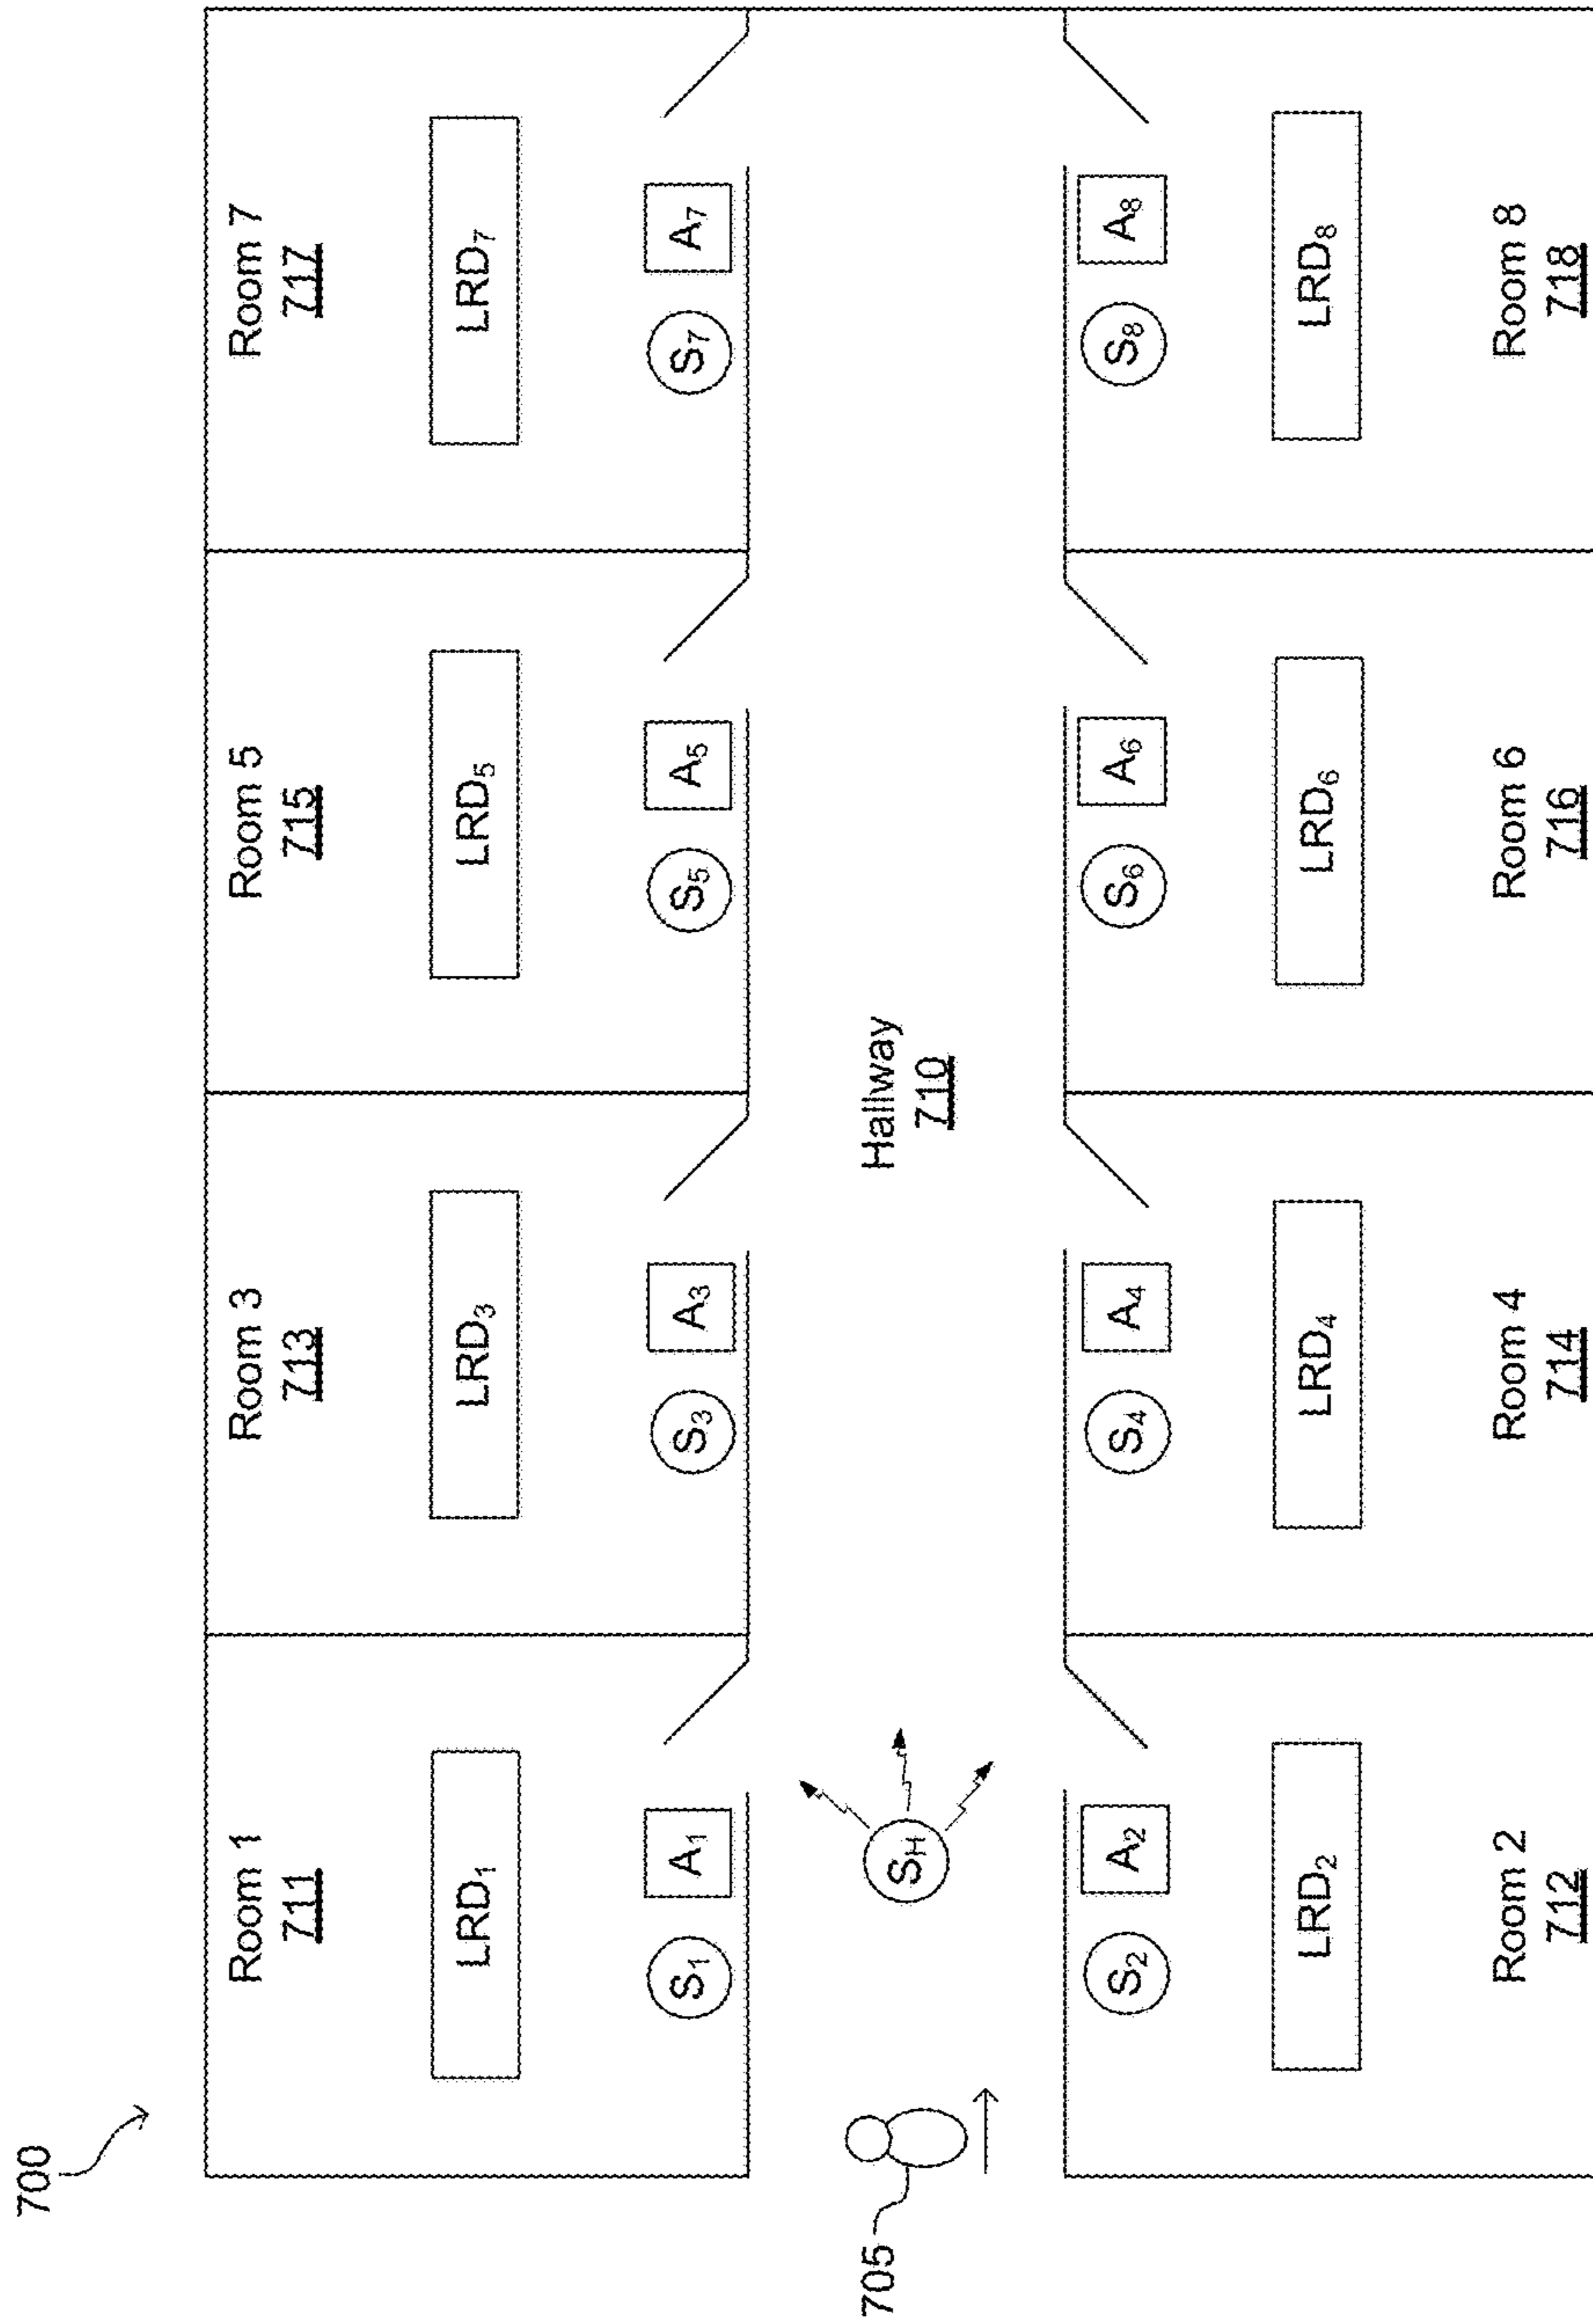 700
Room 1
711
Room 3
713
Room 5
715
Room 7
717
LRD₁
LRD₃
LRD₅
LRD₇
S₁
A₁
S₃
A₃
S₅
A₅
S₇
A₇
705
S_H
Hallway
710
S₂
A₂
S₄
A₄
S₆
A₆
S₈
A₈
LRD₂
LRD₄
LRD₆
LRD₈
Room 2
712
Room 4
714
Room 6
716
Room 8
718